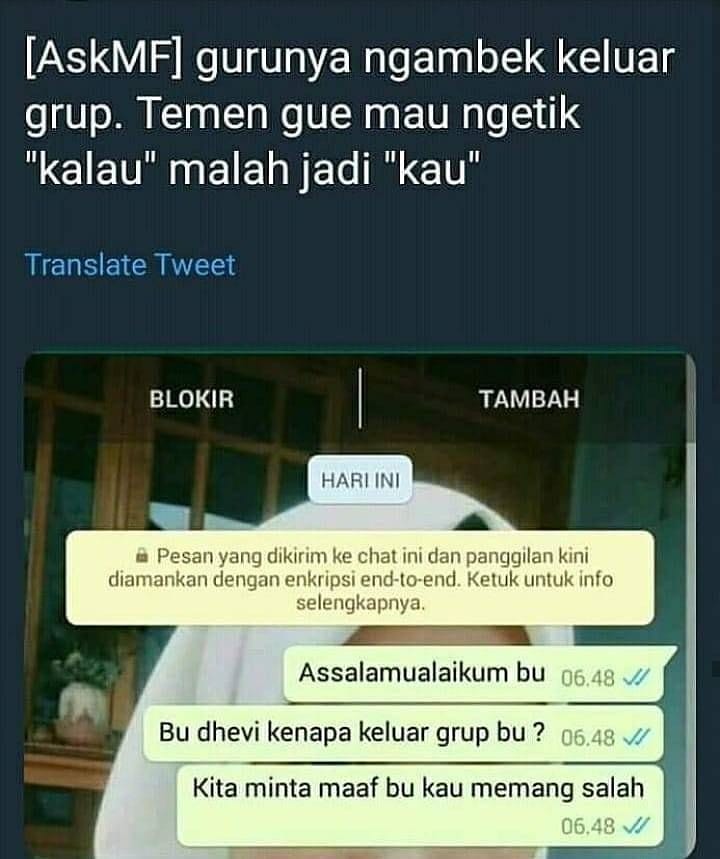 [AskMF] gurunya ngambek keluar
grup. Temen gue mau ngetik
"kalau" malah jadi "kau"
Translate Tweet
BLOKIR TAMBAH
HARI INI
Pesan yang dikirim ke chat ini dan panggilan kini
diamankan dengan enkripsi end-to-end. Ketuk untuk info
selengkapnya.
Assalamualaikum bu 06.48
Bu dhevi kenapa keluar grup bu ? 06.48
Kita minta maaf bu kau memang salah
06.48